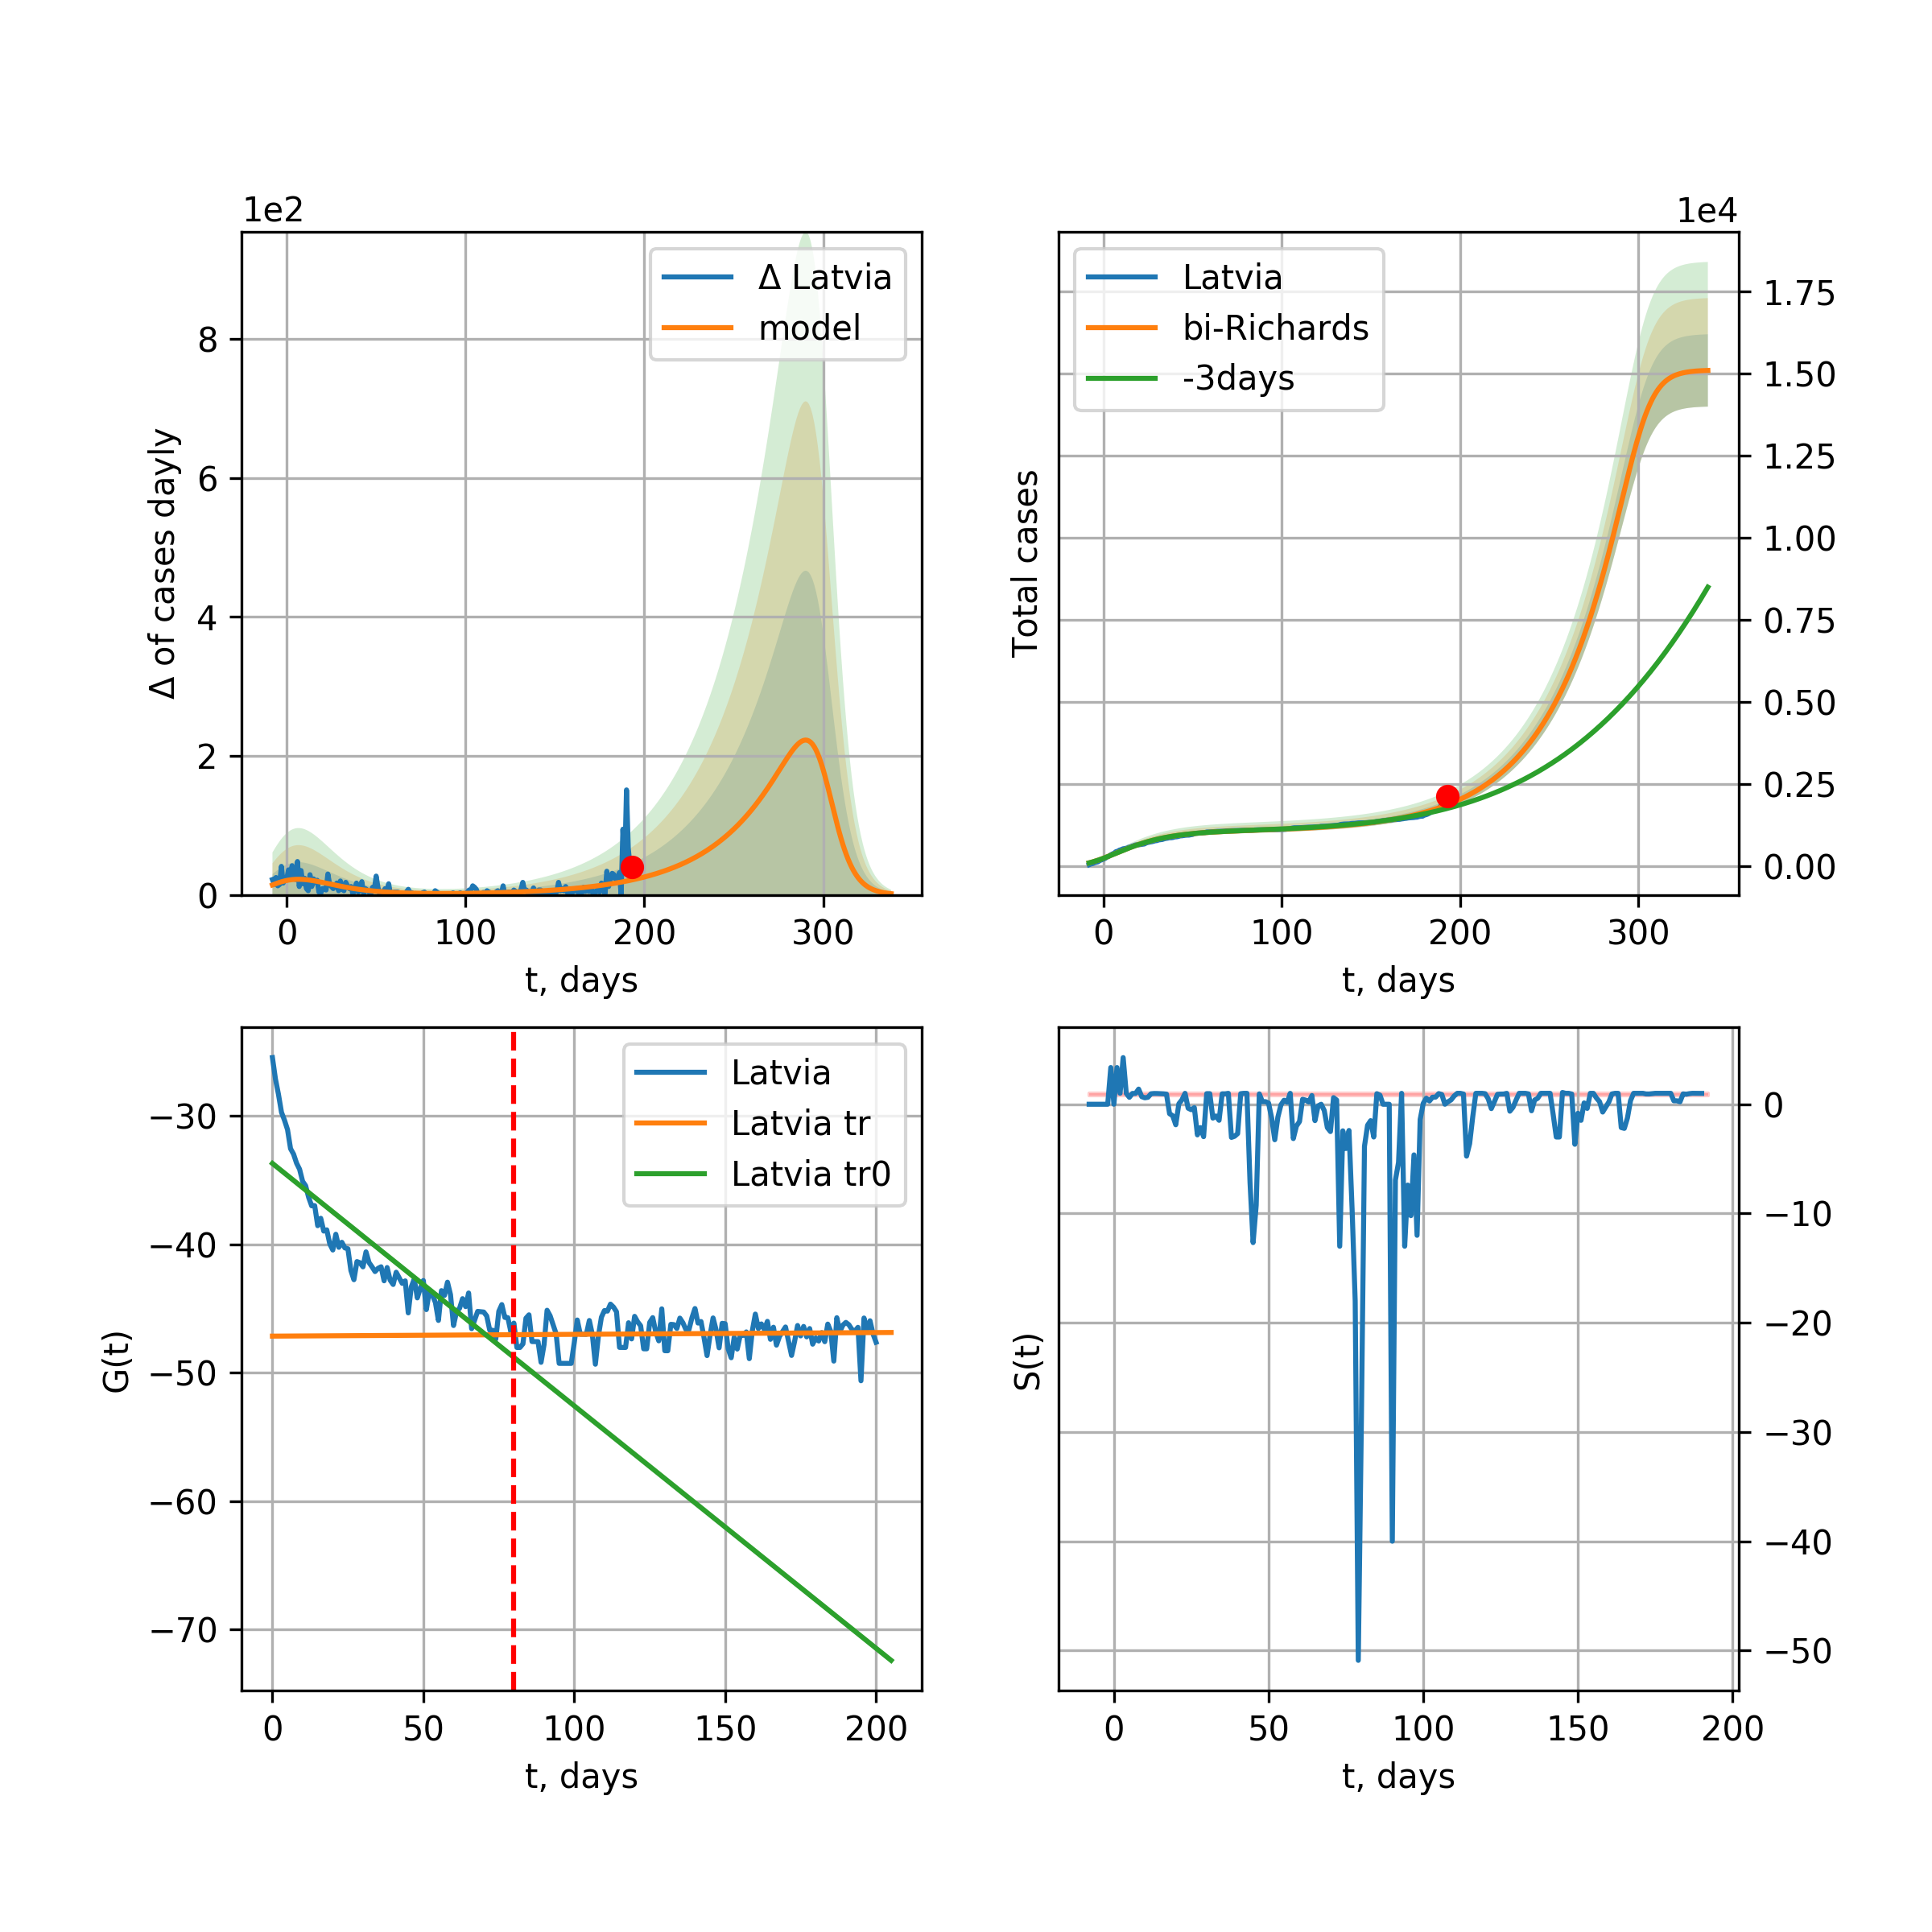 1e2
Δ of cases dayly
8
6
4
2
0
0 100 200 300
t, days
Δ Latvia
model
1e4
Total cases
1.75
1.50
1.25
1.00
0.75
0.50
0.25
0.00
0 100 200 300
t, days
Latvia
bi-Richards
-3days
G(t)
−30
−40
−50
−60
−70
0 50 100 150 200
t, days
Latvia
Latvia tr
Latvia tr0
S(t)
0
−10
−20
−30
−40
−50
0 50 100 150 200
t, days